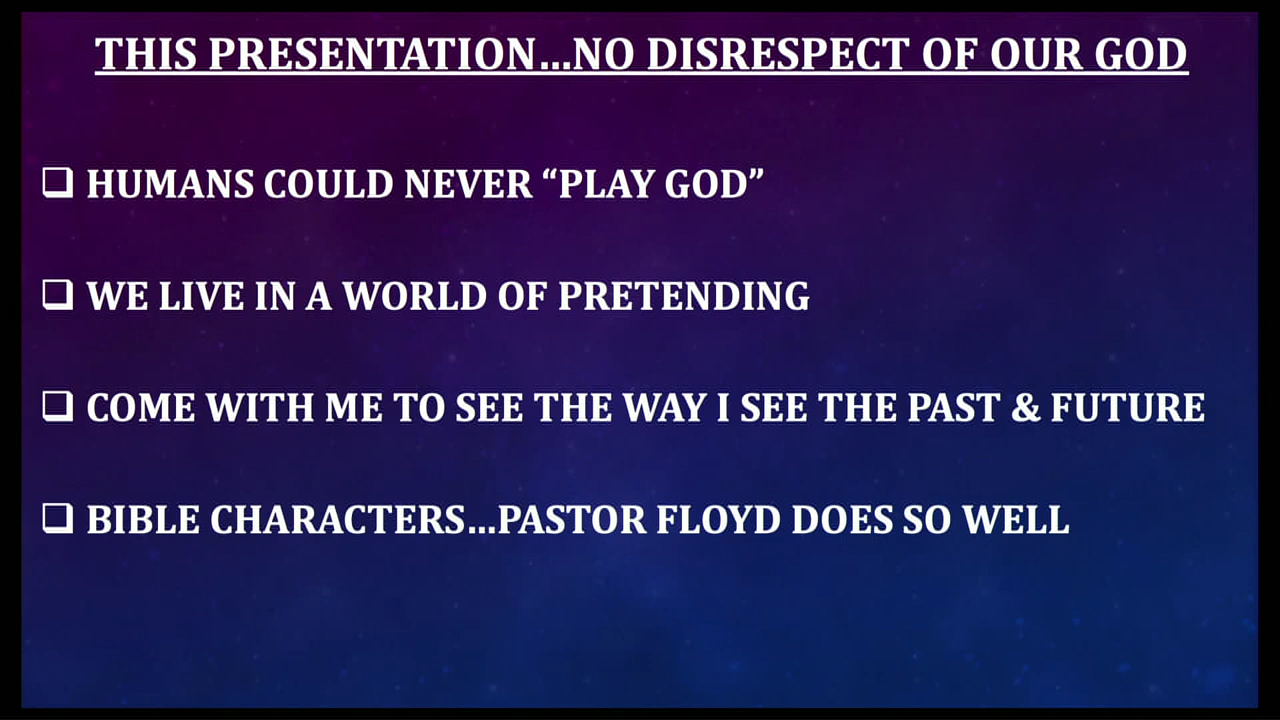 THIS PRESENTATION...NO DISRESPECT OF OUR GOD
❑ HUMANS COULD NEVER “PLAY GOD”
❑ WE LIVE IN A WORLD OF PRETENDING
❑ COME WITH ME TO SEE THE WAY I SEE THE PAST & FUTURE
❑ BIBLE CHARACTERS...PASTOR FLOYD DOES SO WELL